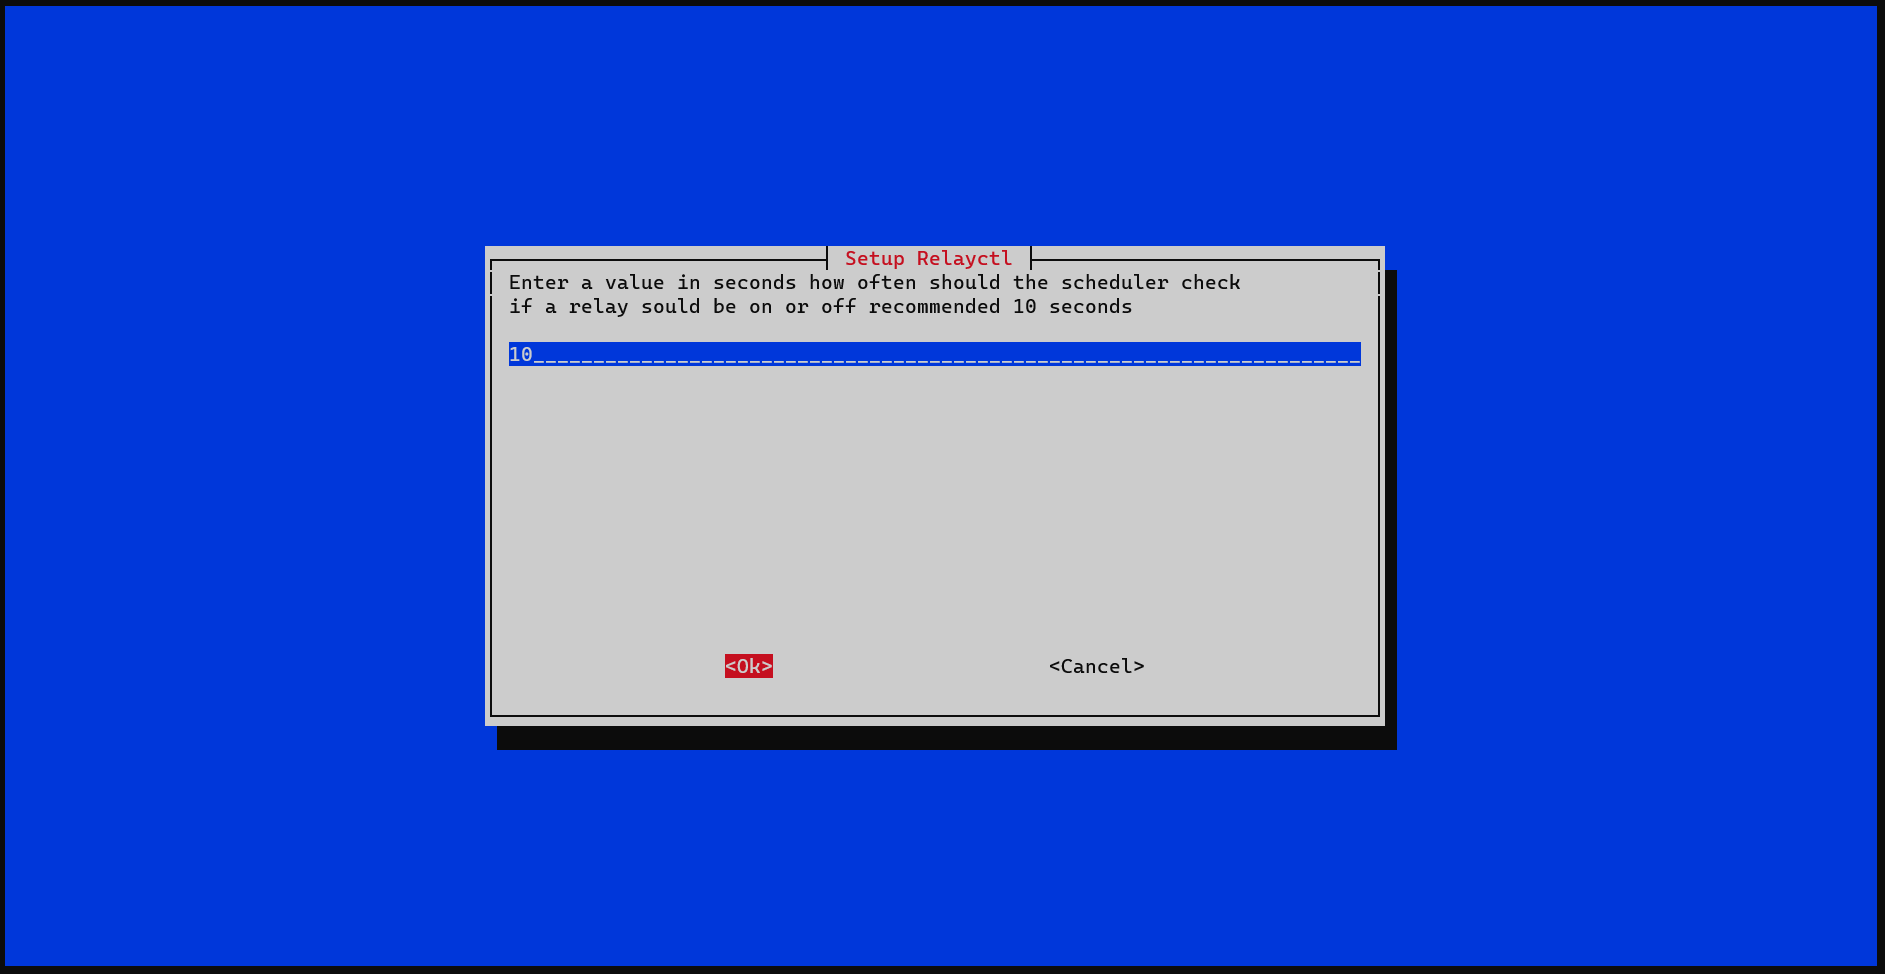 Setup Relayctl
Enter a value in seconds how often should the scheduler check
if a relay sould be on or off recommended 10 seconds
10
<Ok>
<Cancel>